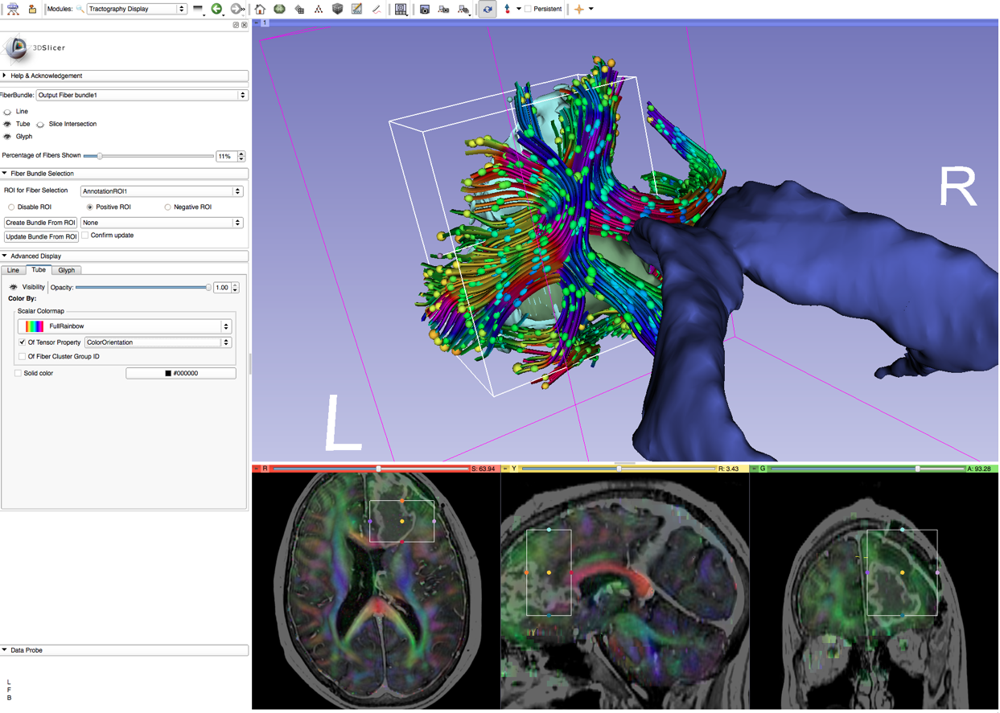 Modules: Tractography Display Persistent
1
3DSlicer
Help & Acknowledgement
FiberBundle: Output Fiber bundle1
Line
Tube Slice Intersection
Glyph
Percentage of Fibers Shown 11%
Fiber Bundle Selection
ROI for Fiber Selection AnnotationROI1
Disable ROI Positive ROI Negative ROI
Create Bundle From ROI None
Update Bundle From ROI Confirm update
Advanced Display
Line Tube Glyph
Visibility Opacity: 1.00
Color By:
Scalar Colormap
FullRainbow
Of Tensor Property ColorOrientation
Of Fiber Cluster Group ID
Solid color #000000
R
L
R S: 63.94 Y R: 3.43 G A: 93.28
Data Probe
L
F
B